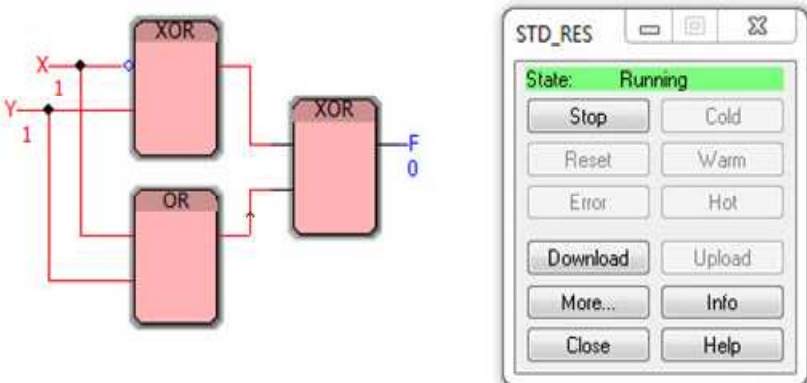 XOR
X
1
Y
1
XOR
F
0
OR
STD_RES
State: Running
Stop Cold
Reset Warm
Error Hot
Download Upload
More... Info
Close Help